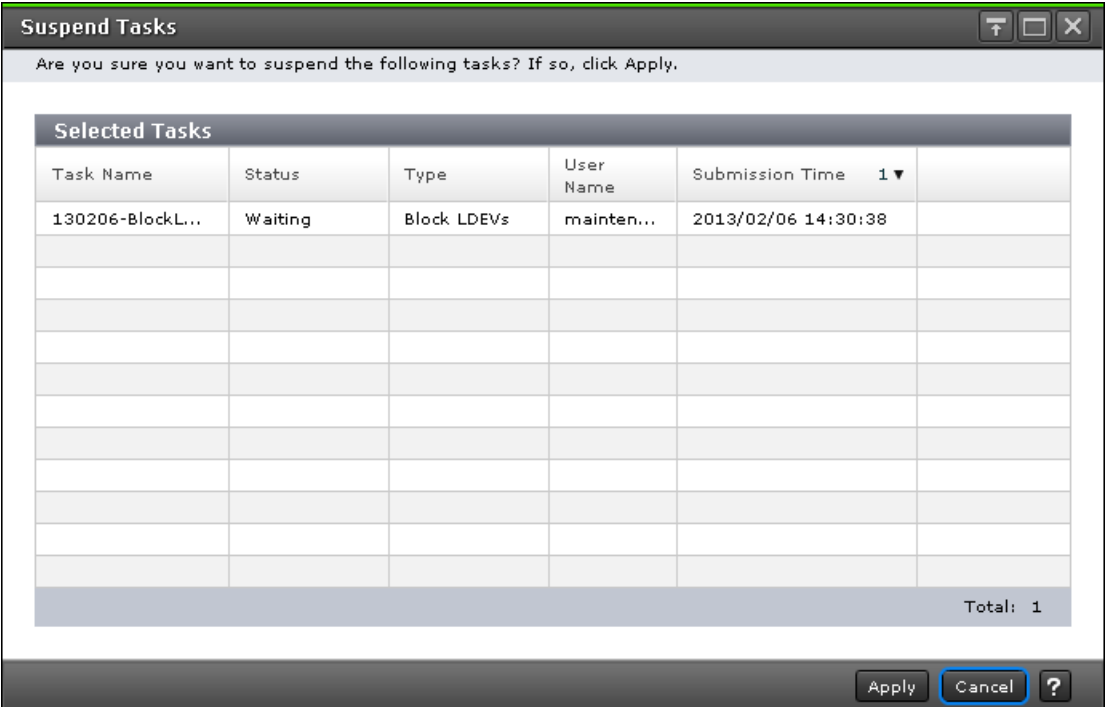 Suspend Tasks
Are you sure you want to suspend the following tasks? If so, click Apply.
Selected Tasks
Task Name Status Type User Name Submission Time 1▼
130206-BlockL... Waiting Block LDEVs mainten... 2013/02/06 14:30:38
Total: 1
Apply Cancel ?